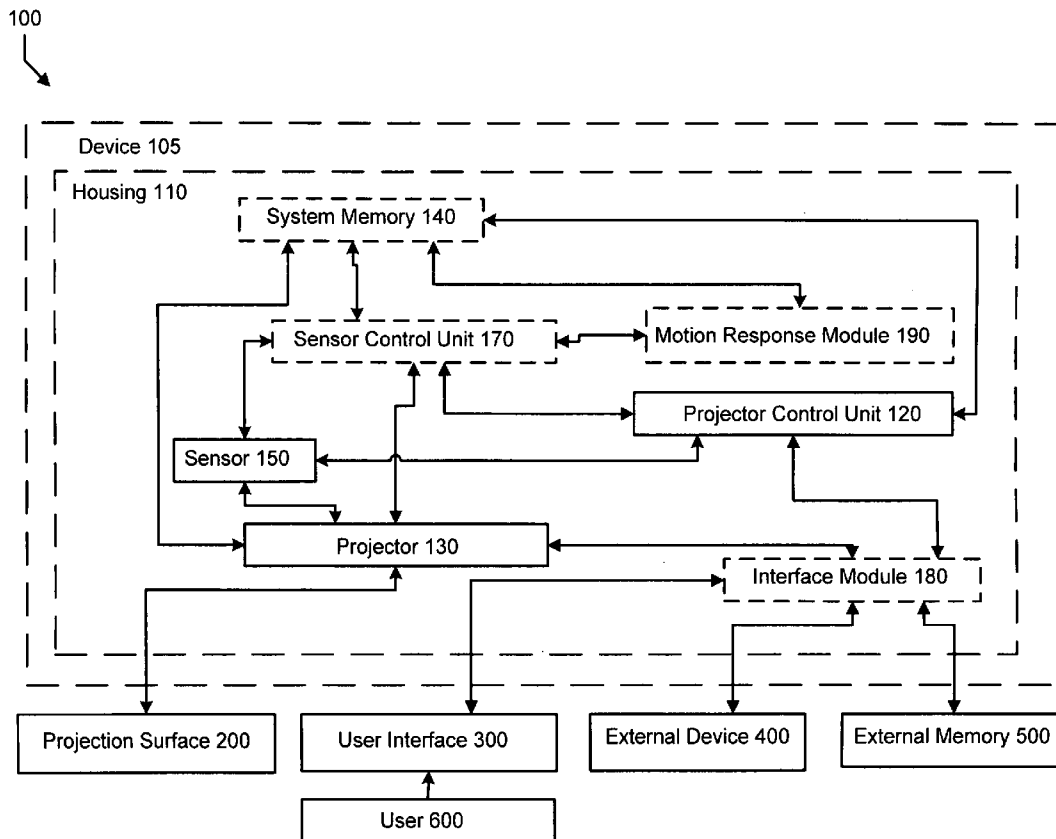 100
Device 105
Housing 110
System Memory 140
Sensor Control Unit 170
Motion Response Module 190
Projector Control Unit 120
Sensor 150
Projector 130
Interface Module 180
Projection Surface 200
User Interface 300
External Device 400
External Memory 500
User 600